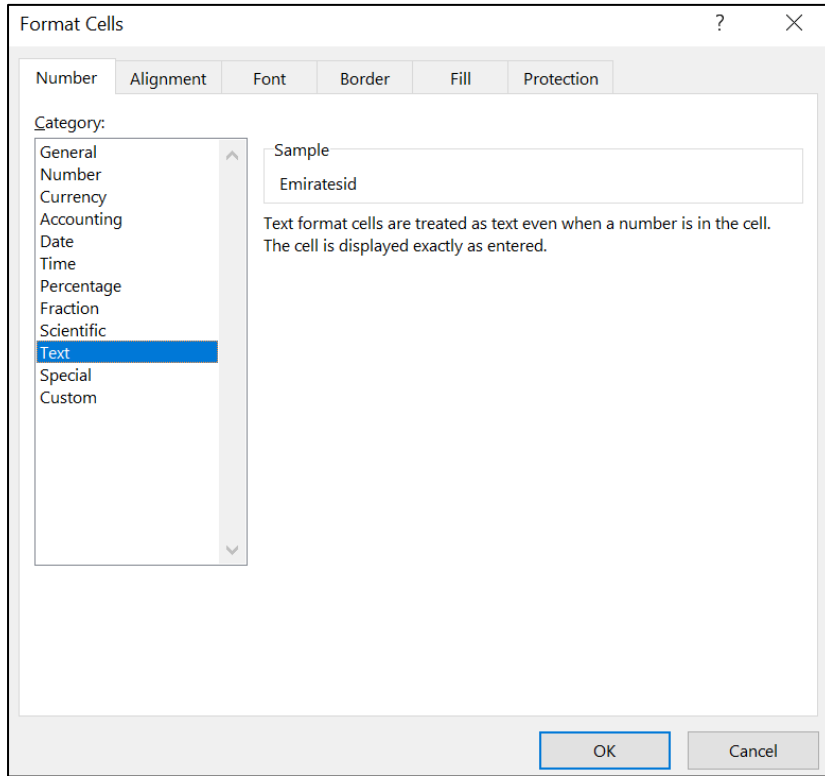 Format Cells ? ×
Number Alignment Font Border Fill Protection
Category:
General
Number
Currency
Accounting
Date
Time
Percentage
Fraction
Scientific
Text
Special
Custom
Sample
Emiratesid
Text format cells are treated as text even when a number is in the cell.
The cell is displayed exactly as entered.
OK Cancel